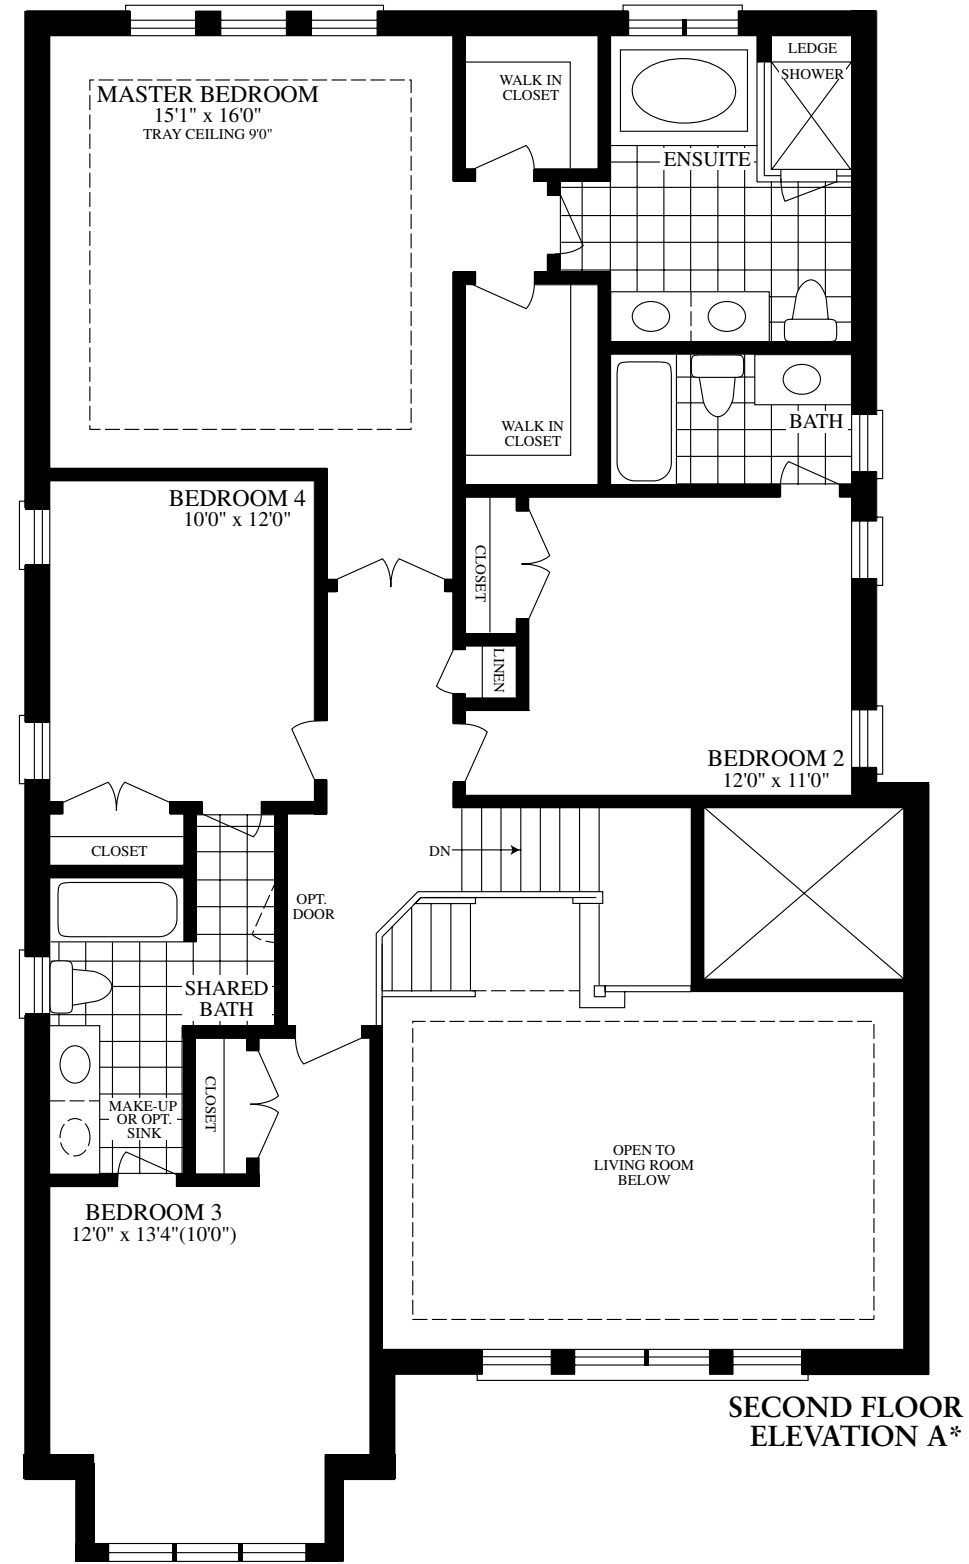 LEDGE
SHOWER
WALK IN
CLOSET
MASTER BEDROOM
15'1" x 16'0"
TRAY CEILING 9'0"
ENSUITE
WALK IN
CLOSET
BATH
BEDROOM 4
10'0" x 12'0"
CLOSET
LINEN
BEDROOM 2
12'0" x 11'0"
CLOSET
DN
OPT.
DOOR
SHARED
BATH
CLOSET
MAKE-UP
OR OPT.
SINK
OPEN TO
LIVING ROOM
BELOW
BEDROOM 3
12'0" x 13'4"(10'0")
SECOND FLOOR
ELEVATION A*